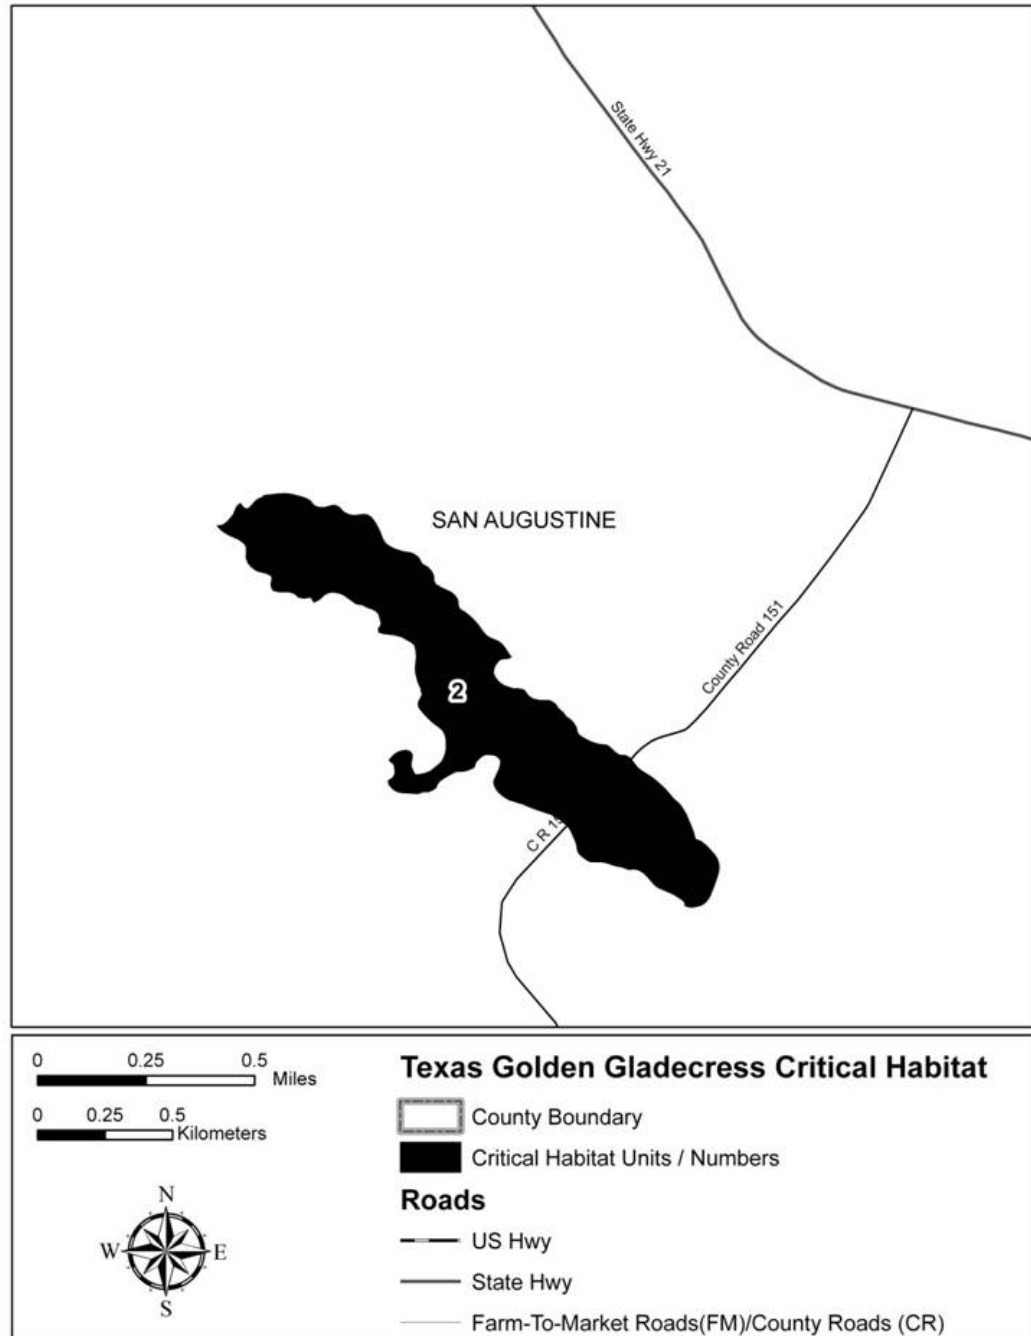 State Hwy 21
SAN AUGUSTINE
County Road 151
2
C R
0 0.25 0.5
Miles
0 0.25 0.5
Kilometers
N
W E
S
Texas Golden Gladecress Critical Habitat
County Boundary
Critical Habitat Units / Numbers
Roads
US Hwy
State Hwy
Farm-To-Market Roads(FM)/County Roads (CR)